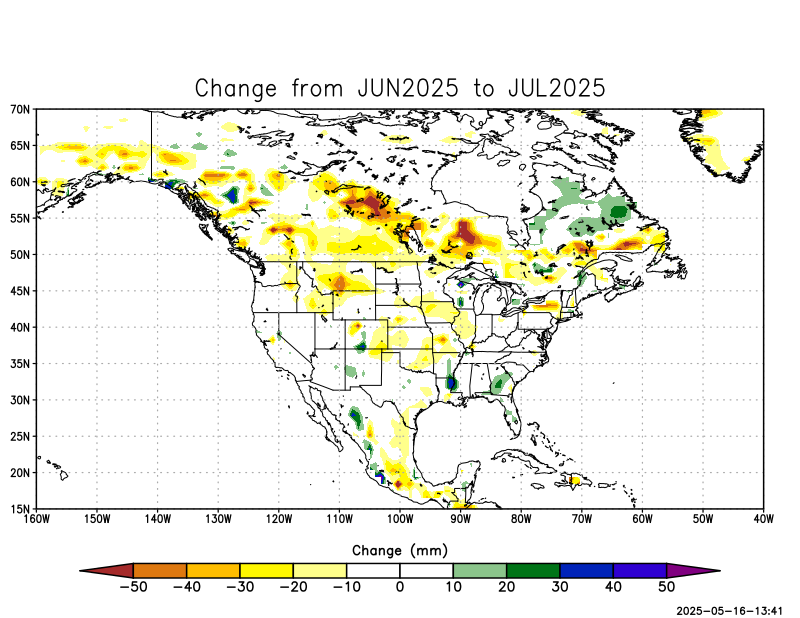 Change from JUN2025 to JUL2025
70N
65N
60N
55N
50N
45N
40N
35N
30N
25N
20N
15N
160W 150W 140W 130W 120W 110W 100W 90W 80W 70W 60W 50W 40W
Change (mm)
−50 −40 −30 −20 −10 0 10 20 30 40 50
2025-05-16-13:41